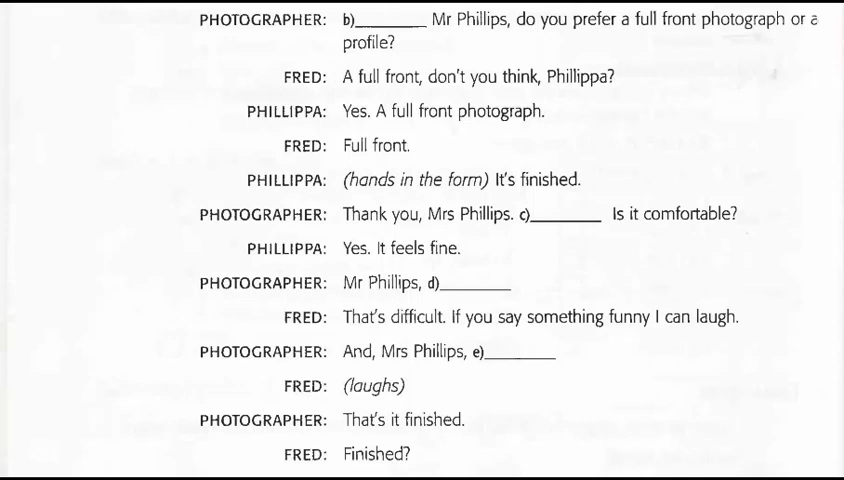 PHOTOGRAPHER: b)________ Mr Phillips, do you prefer a full front photograph or a
profile?
FRED: A full front, don't you think, Phillippa?
PHILLIPPA: Yes. A full front photograph.
FRED: Full front.
PHILLIPPA: (hands in the form) It's finished.
PHOTOGRAPHER: Thank you, Mrs Phillips. c)________ Is it comfortable?
PHILLIPPA: Yes. It feels fine.
PHOTOGRAPHER: Mr Phillips, d)________
FRED: That's difficult. If you say something funny I can laugh.
PHOTOGRAPHER: And, Mrs Phillips, e)________
FRED: (laughs)
PHOTOGRAPHER: That's it finished.
FRED: Finished?